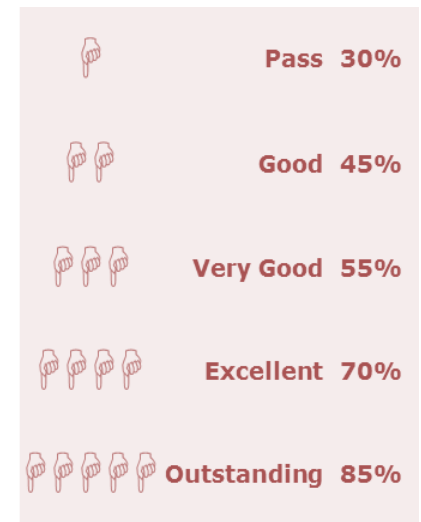 Pass 30%
Good 45%
Very Good 55%
Excellent 70%
Outstanding 85%